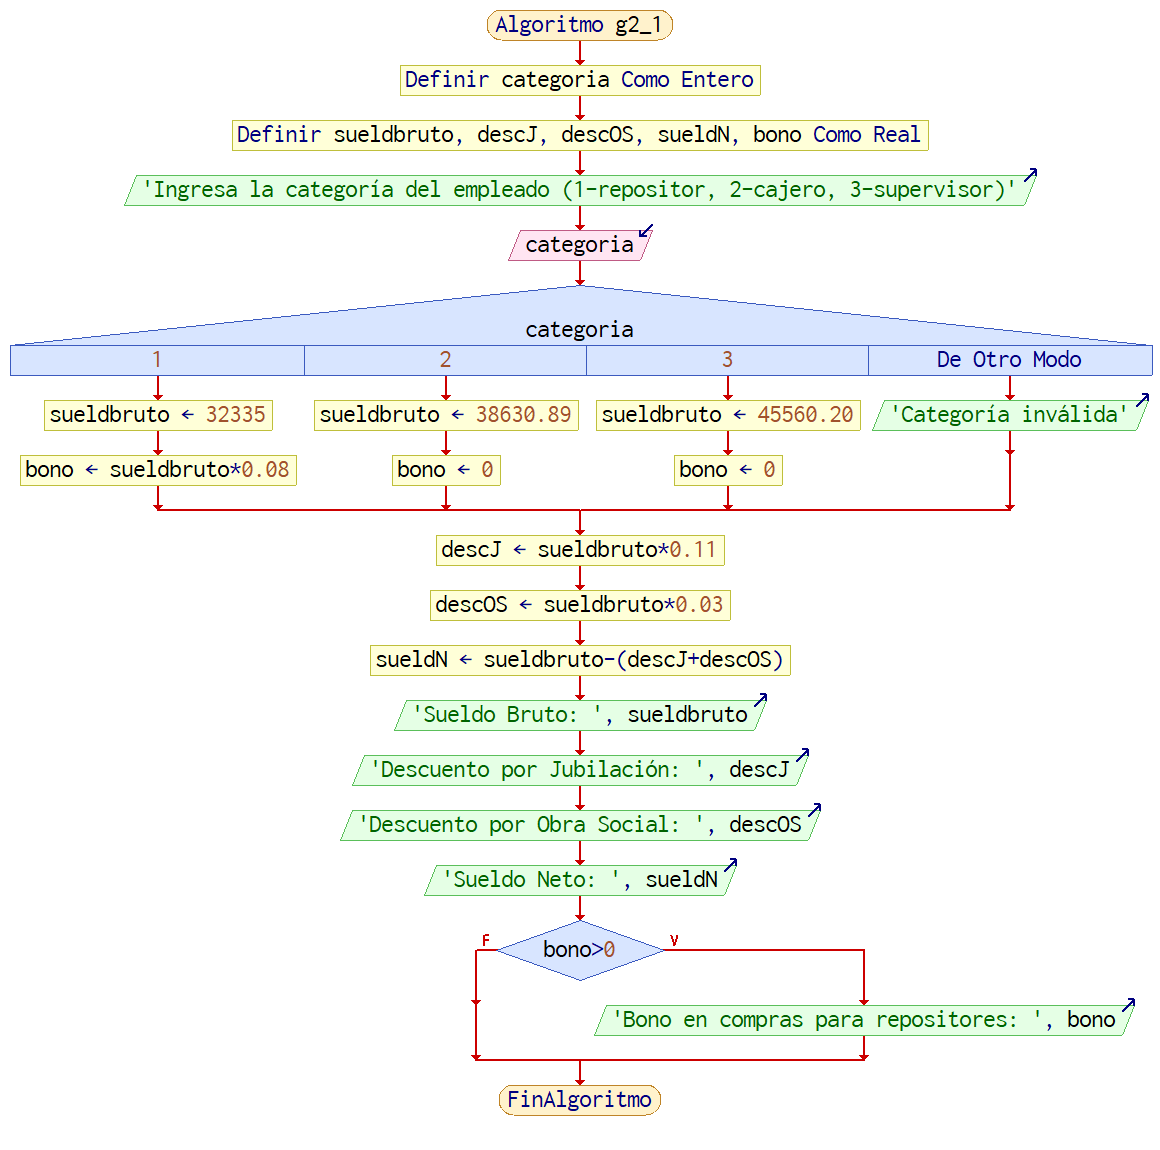 Algoritmo g2_1
Definir categoria Como Entero
Definir sueldbruto, descJ, descOS, sueldN, bono Como Real
'Ingresa la categoría del empleado (1-repositor, 2-cajero, 3-supervisor)'
categoria
categoria
1 2 3 De Otro Modo
sueldbruto ← 32335 sueldbruto ← 38630.89 sueldbruto ← 45560.20 'Categoría inválida'
bono ← sueldbruto*0.08 bono ← 0 bono ← 0
descJ ← sueldbruto*0.11
descOS ← sueldbruto*0.03
sueldN ← sueldbruto-(descJ+descOS)
'Sueldo Bruto: ', sueldbruto
'Descuento por Jubilación: ', descJ
'Descuento por Obra Social: ', descOS
'Sueldo Neto: ', sueldN
F bono>0 V
'Bono en compras para repositores: ', bono
FinAlgoritmo